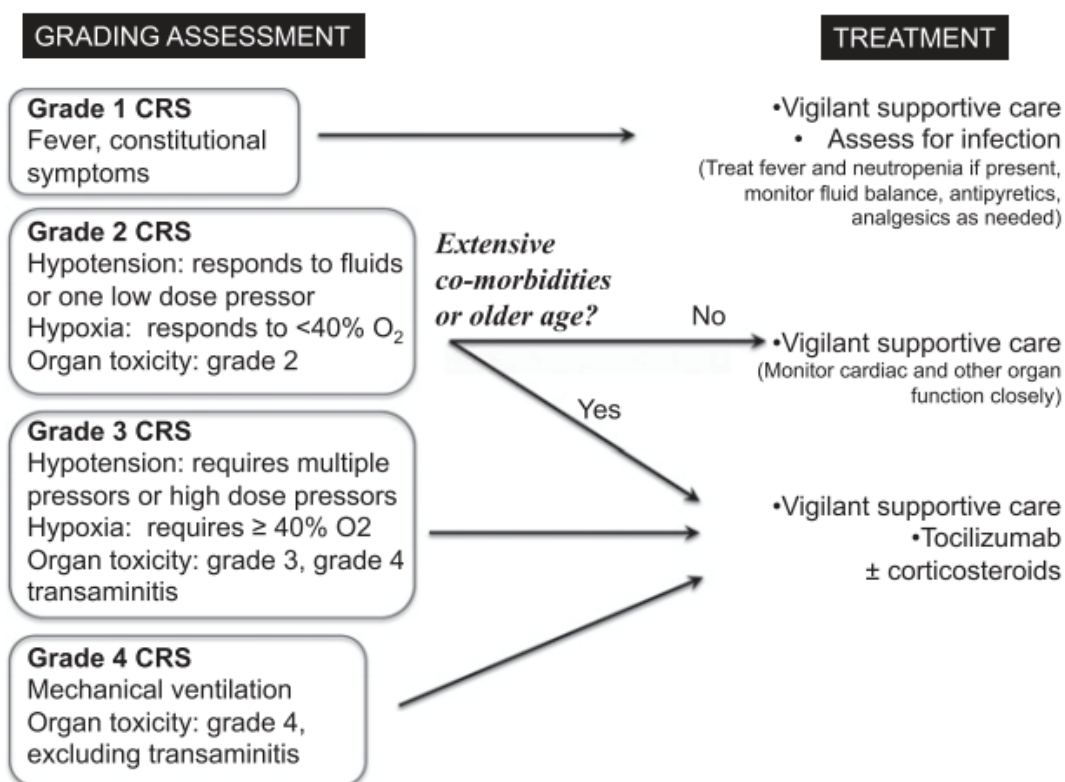 GRADING ASSESSMENT
TREATMENT
Grade 1 CRS
Fever, constitutional
symptoms
•Vigilant supportive care
• Assess for infection
(Treat fever and neutropenia if present,
monitor fluid balance, antipyretics,
analgesics as needed)
Grade 2 CRS
Hypotension: responds to fluids
or one low dose pressor
Hypoxia: responds to <40% O₂
Organ toxicity: grade 2
Extensive
co-morbidities
or older age?
No
•Vigilant supportive care
(Monitor cardiac and other organ
function closely)
Yes
Grade 3 CRS
Hypotension: requires multiple
pressors or high dose pressors
Hypoxia: requires ≥ 40% O2
Organ toxicity: grade 3, grade 4
transaminitis
•Vigilant supportive care
•Tocilizumab
± corticosteroids
Grade 4 CRS
Mechanical ventilation
Organ toxicity: grade 4,
excluding transaminitis